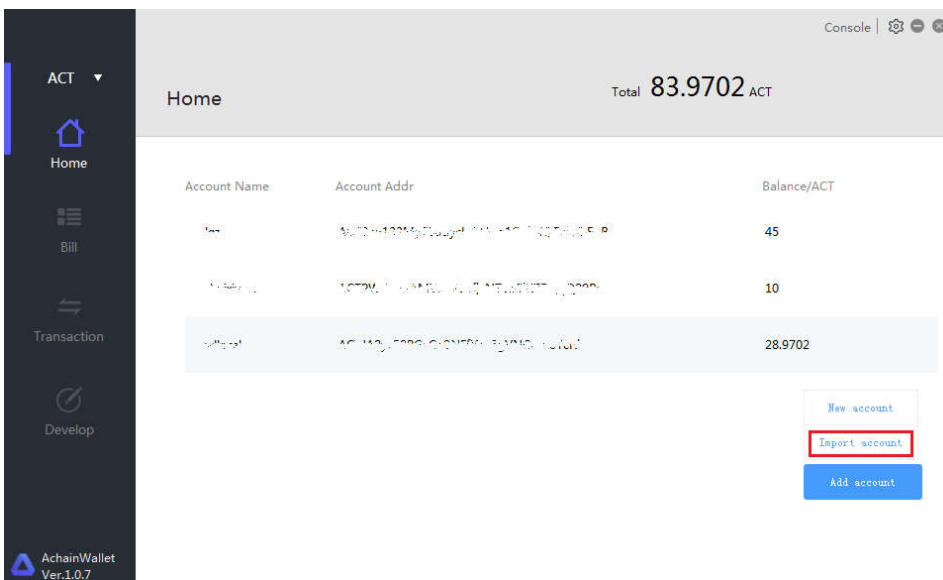 Console
ACT
Home
Total 83.9702 ACT
Home
Account Name Account Addr Balance/ACT
45
Bill
10
Transaction
28.9702
Develop
New account
Import account
Add account
AchainWallet
Ver.1.0.7